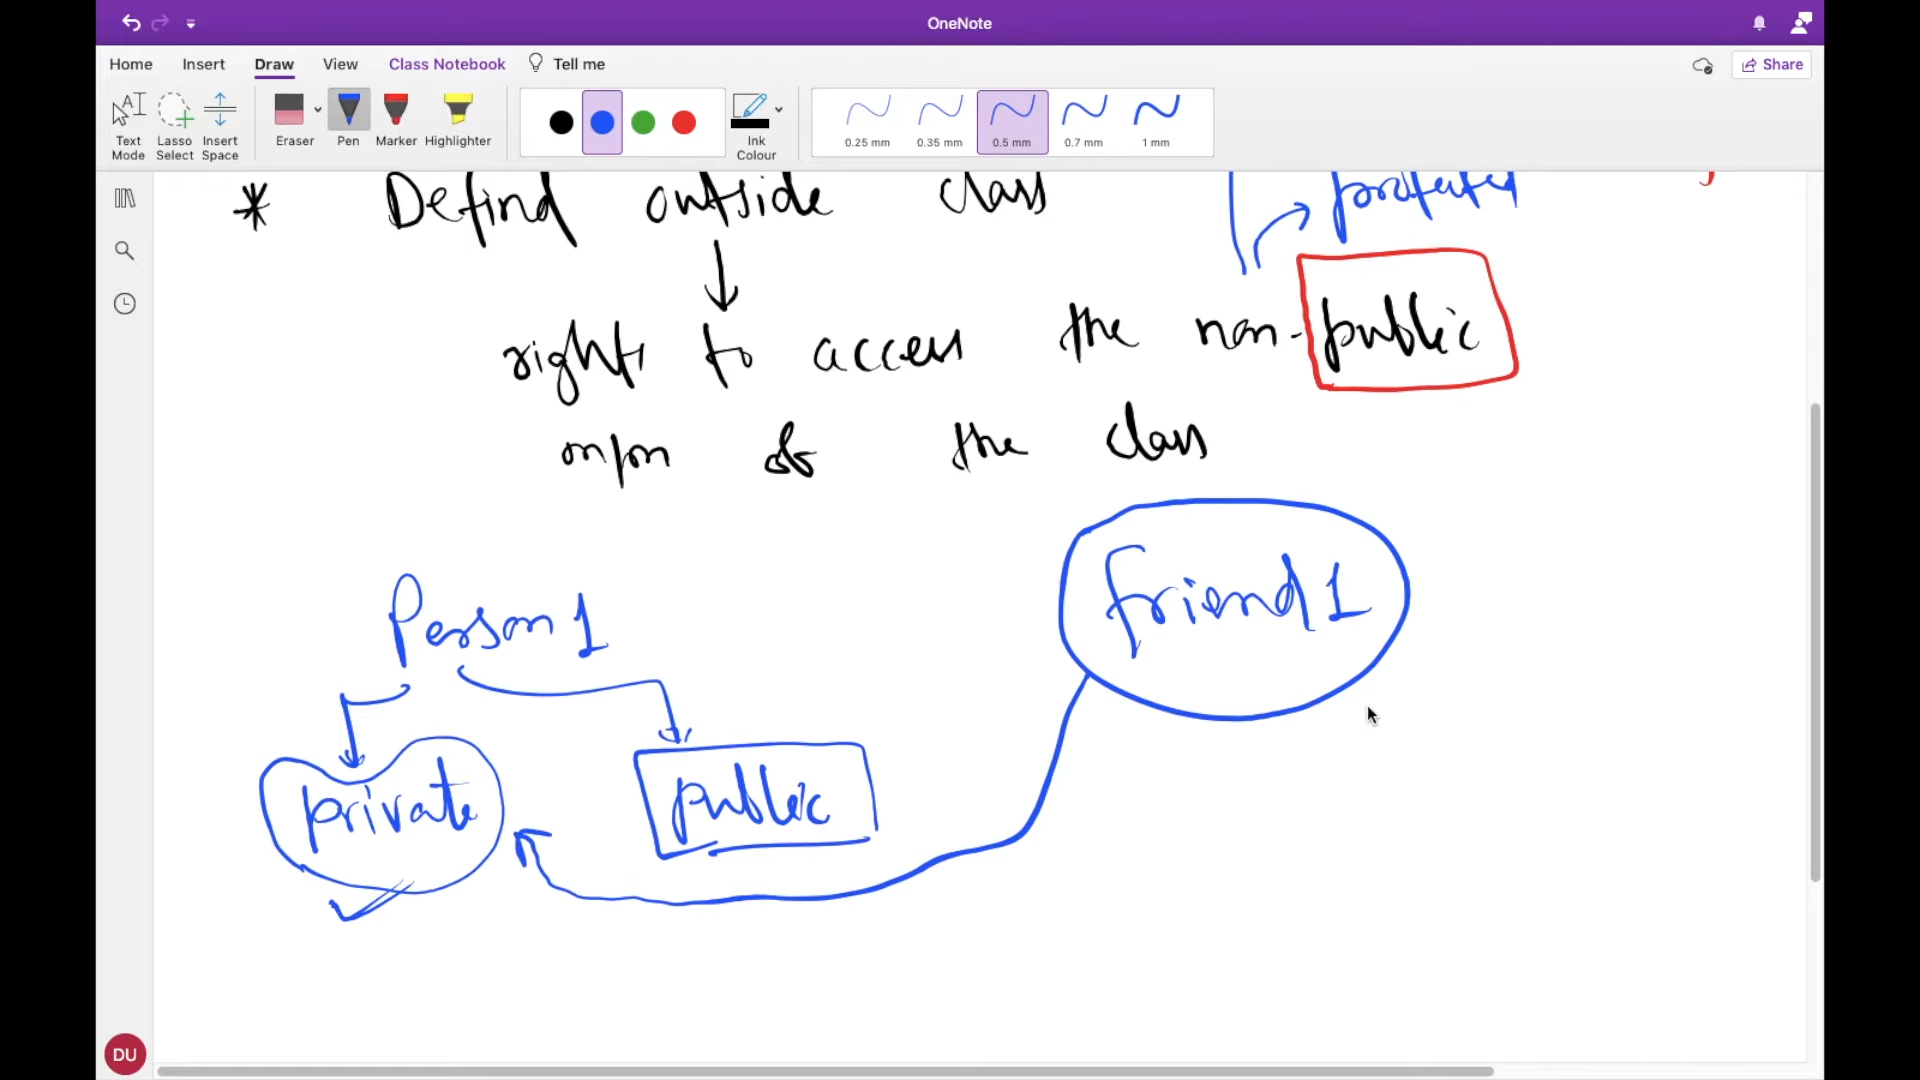 OneNote
Home Insert Draw View Class Notebook Tell me
Share
Text Mode
Lasso Select
Insert Space
Eraser
Pen
Marker
Highlighter
Ink Colour
0.25 mm
0.35 mm
0.5 mm
0.7 mm
1 mm
* Defind outside class
rights to access the non-public
of the class
Person 1
friend 1
private
public
DU